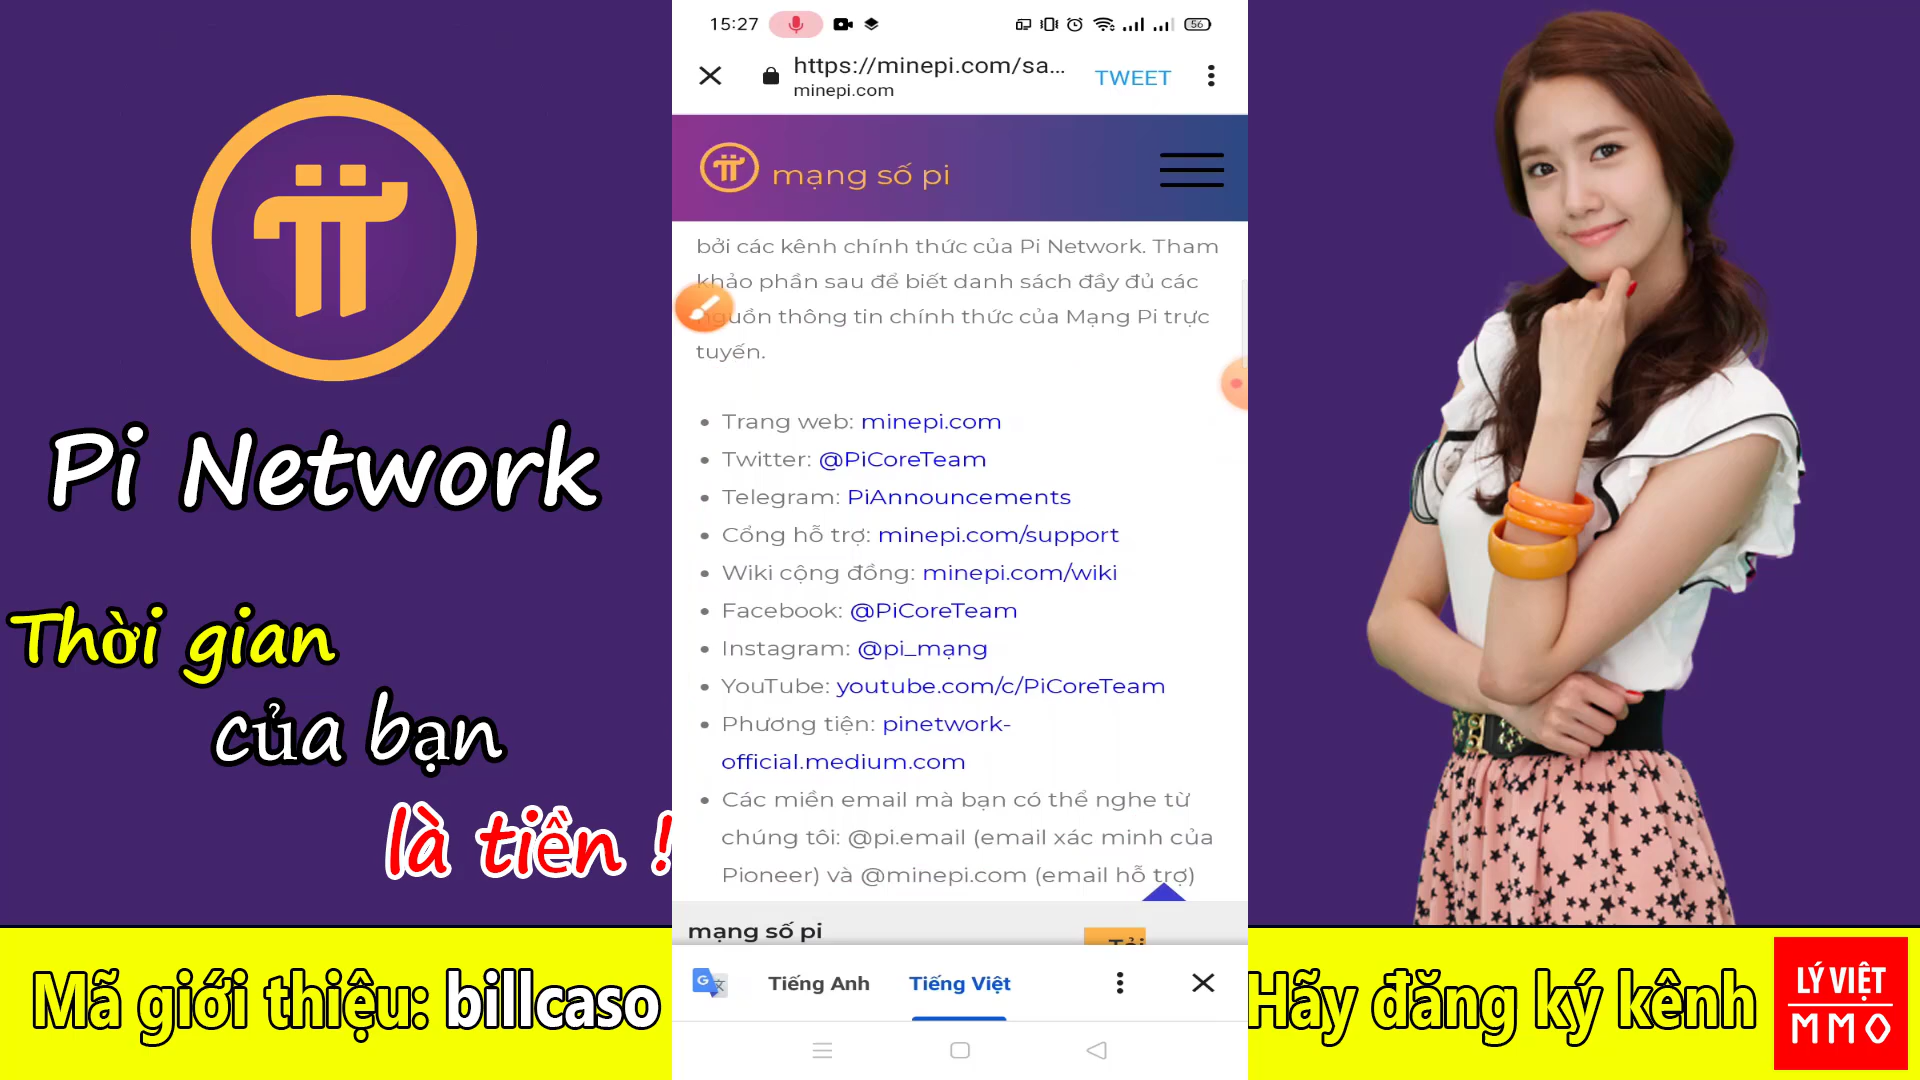 Pi Network
Thời gian
của bạn
là tiền !
Mã giới thiệu: billcaso
15:27
56
https://minepi.com/sa...
minepi.com
TWEET
mạng số pi
bởi các kênh chính thức của Pi Network. Tham
khảo phần sau để biết danh sách đầy đủ các
nguồn thông tin chính thức của Mạng Pi trực
tuyến.
• Trang web: minepi.com
• Twitter: @PiCoreTeam
• Telegram: PiAnnouncements
• Cổng hỗ trợ: minepi.com/support
• Wiki cộng đồng: minepi.com/wiki
• Facebook: @PiCoreTeam
• Instagram: @pi_mạng
• YouTube: youtube.com/c/PiCoreTeam
• Phương tiện: pinetwork-
official.medium.com
• Các miền email mà bạn có thể nghe từ
chúng tôi: @pi.email (email xác minh của
Pioneer) và @minepi.com (email hỗ trợ)
mạng số pi
Tải
Tiếng Anh
Tiếng Việt
Hãy đăng ký kênh
LÝ VIỆT
MMO